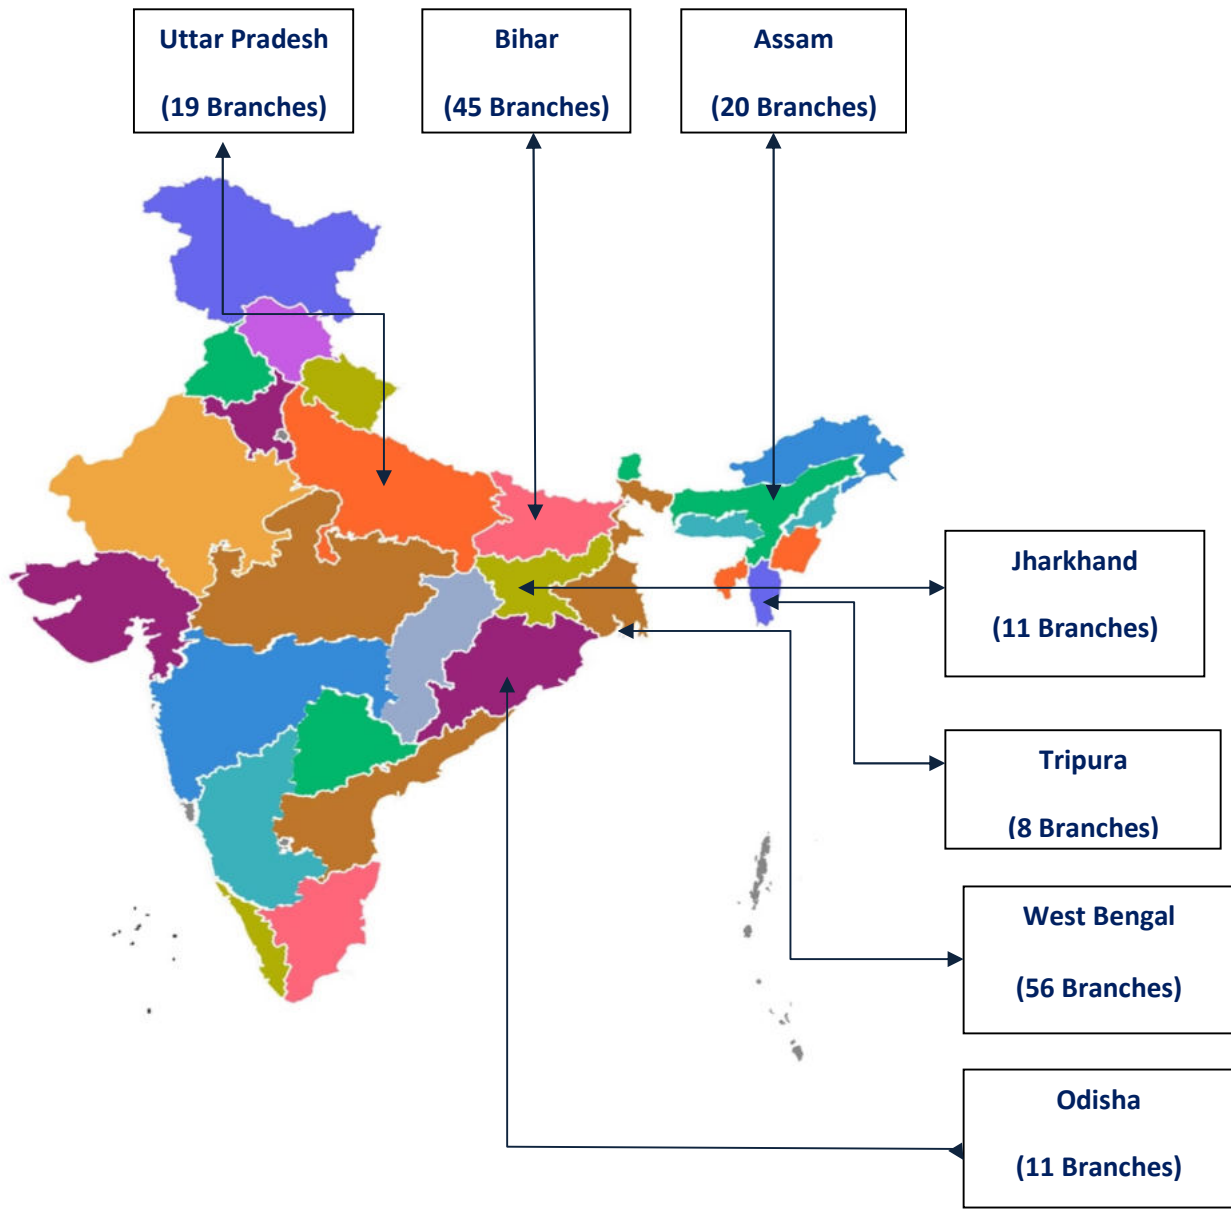 Uttar Pradesh
(19 Branches)
Bihar
(45 Branches)
Assam
(20 Branches)
Jharkhand
(11 Branches)
Tripura
(8 Branches)
West Bengal
(56 Branches)
Odisha
(11 Branches)